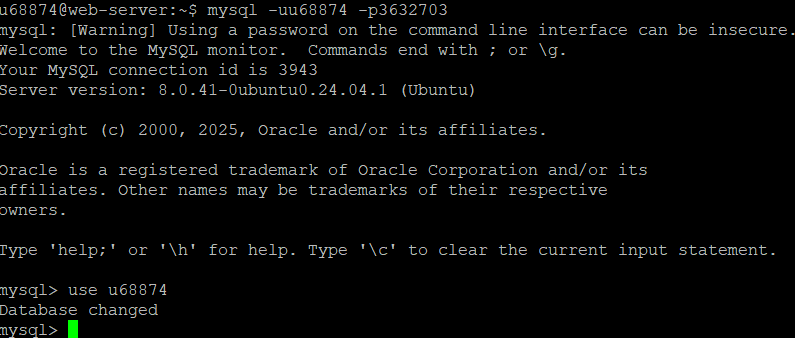 u68874@web-server:~$ mysql -uu68874 -p3632703
mysql: [Warning] Using a password on the command line interface can be insecure.
Welcome to the MySQL monitor.  Commands end with ; or \g.
Your MySQL connection id is 3943
Server version: 8.0.41-0ubuntu0.24.04.1 (Ubuntu)
Copyright (c) 2000, 2025, Oracle and/or its affiliates.
Oracle is a registered trademark of Oracle Corporation and/or its
affiliates. Other names may be trademarks of their respective
owners.
Type 'help;' or '\h' for help. Type '\c' to clear the current input statement.
mysql> use u68874
Database changed
mysql>